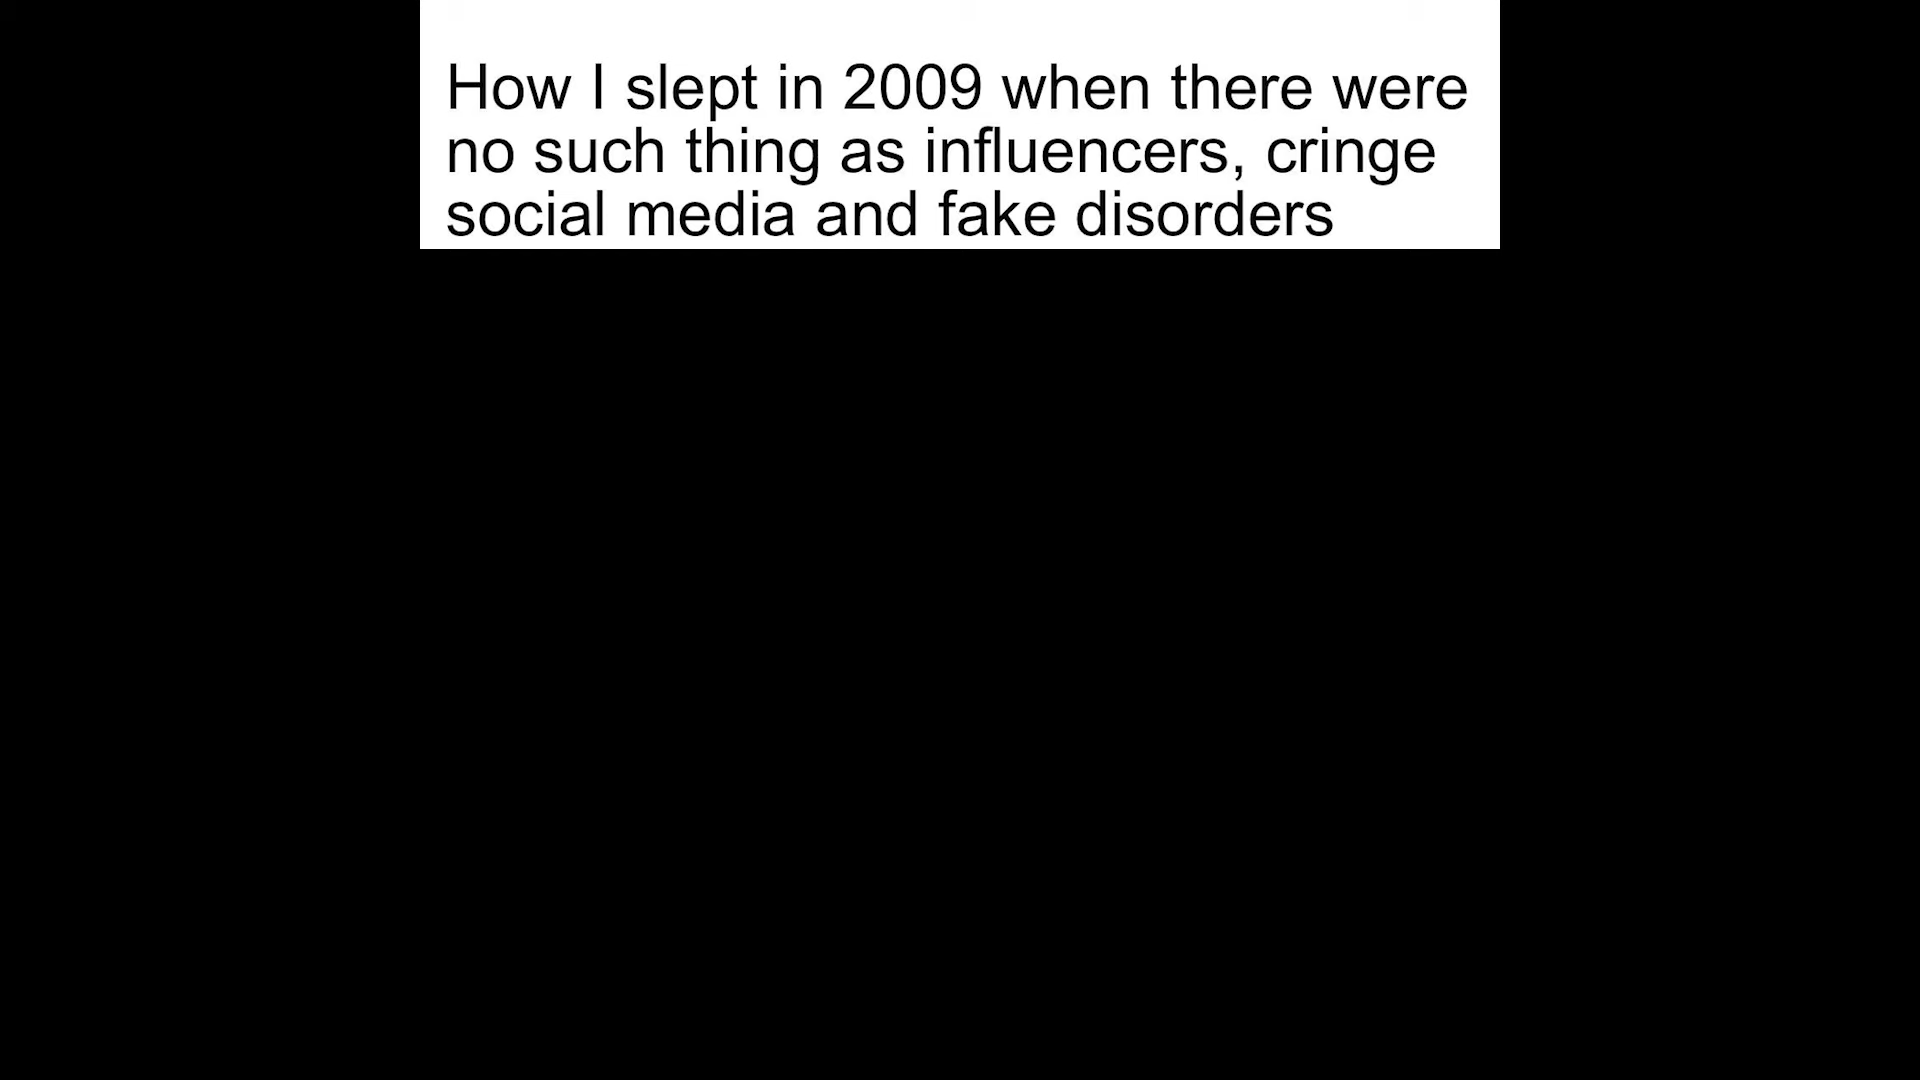 How I slept in 2009 when there were
no such thing as influencers, cringe
social media and fake disorders